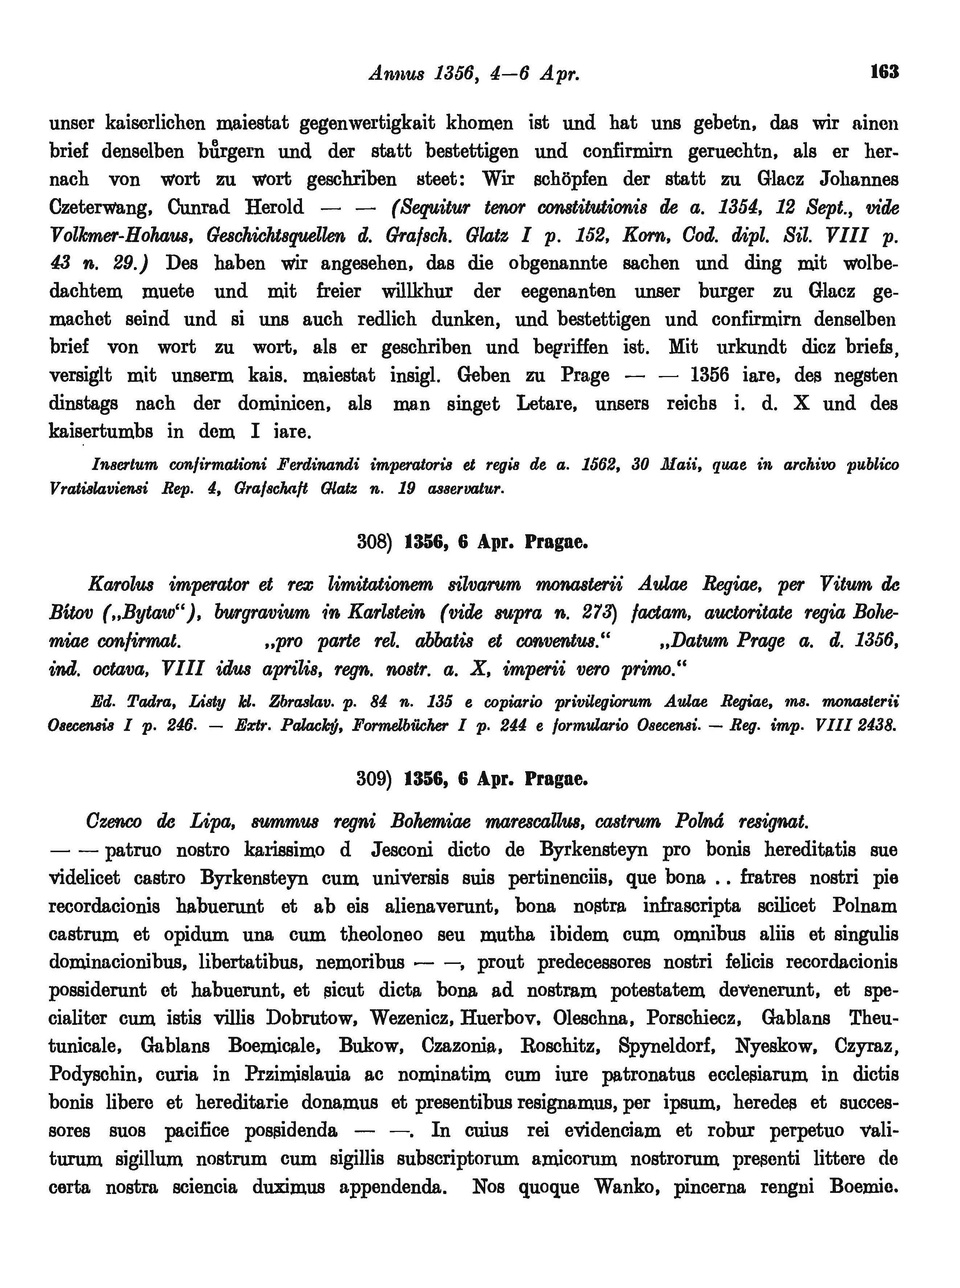 Annus 1356, 4—6 Apr. 163
unser kaiserlichen maiestat gegenwertigkait khomen ist und hat uns gebetn, das wir ainen
brief denselben bůrgern und der statt bestettigen und confirmirn geruechtn, als er her-
nach von wort zu wort geschriben steet: Wir schöpfen der statt zu Glacz Johannes
Czeterwang, Cunrad Herold — — (Sequitur tenor constitutionis de a. 1354, 12 Sept., vide
Volkmer-Hohaus, Geschichtsquellen d. Grafsch. Glatz I p. 152, Korn, Cod. dipl. Sil. VIII p.
43 n. 29.) Des haben wir angesehen, das die obgenannte sachen und ding mit wolbe-
dachtem muete und mit freier willkhur der eegenanten unser burger zu Glacz ge-
machet seind und si uns auch redlich dunken, und bestettigen und confirmirn denselben
brief von wort zu wort, als er geschriben und begriffen ist. Mit urkundt dicz briefs,
versiglt mit unserm kais. maiestat insigl. Geben zu Prage — — 1356 iare, des negsten
dinstags nach der dominicen, als man singet Letare, unsers reichs i. d. X und des
kaisertumbs in dem I iare.
Insertum confirmationi Ferdinandi imperatoris et regis de a. 1562, 30 Maii, quae in archivo publico
Vratislaviensi Rep. 4, Grafschaft Glatz n. 19 asservatur.
308) 1356, 6 Apr. Pragae.
Karolus imperator et rex limitationem silvarum monasterii Aulae Regiae, per Vitum de
Bítov („Bytaw“), burgravium in Karlstein (vide supra n. 273) factam, auctoritate regia Bohe-
miae confirmat. „pro parte rel. abbatis et conventus.“ „Datum Prage a. d. 1356,
ind. octava, VIII idus aprilis, regn. nostr. a. X, imperii vero primo.“
Ed. Tadra, Listy kl. Zbraslav. p. 84 n. 135 e copiario privilegiorum Aulae Regiae, ms. monasterii
Osecensis I p. 246. — Extr. Palacký, Formelbücher I p. 244 e formulario Osecensi. — Reg. imp. VIII 2438.
309) 1356, 6 Apr. Pragae.
Czenco de Lipa, summus regni Bohemiae marescallus, castrum Polná resignat.
— — patruo nostro karissimo d Jesconi dicto de Byrkensteyn pro bonis hereditatis sue
videlicet castro Byrkensteyn cum universis suis pertinenciis, que bona . . fratres nostri pie
recordacionis habuerunt et ab eis alienaverunt, bona nostra infrascripta scilicet Polnam
castrum et opidum una cum theoloneo seu mutha ibidem cum omnibus aliis et singulis
dominacionibus, libertatibus, nemoribus — —, prout predecessores nostri felicis recordacionis
possiderunt et habuerunt, et sicut dicta bona ad nostram potestatem devenerunt, et spe-
cialiter cum istis villis Dobrutow, Wezenicz, Huerbov, Oleschna, Porschiecz, Gablans Theu-
tunicale, Gablans Boemicale, Bukow, Czazonia, Roschitz, Spyneldorf, Nyeskow, Czyraz,
Podyschin, curia in Przimislauia ac nominatim cum iure patronatus ecclesiarum in dictis
bonis libere et hereditarie donamus et presentibus resignamus, per ipsum, heredes et succes-
sores suos pacifice possidenda — —. In cuius rei evidenciam et robur perpetuo vali-
turum sigillum nostrum cum sigillis subscriptorum amicorum nostrorum presenti littere de
certa nostra sciencia duximus appendenda. Nos quoque Wanko, pincerna rengni Boemie.